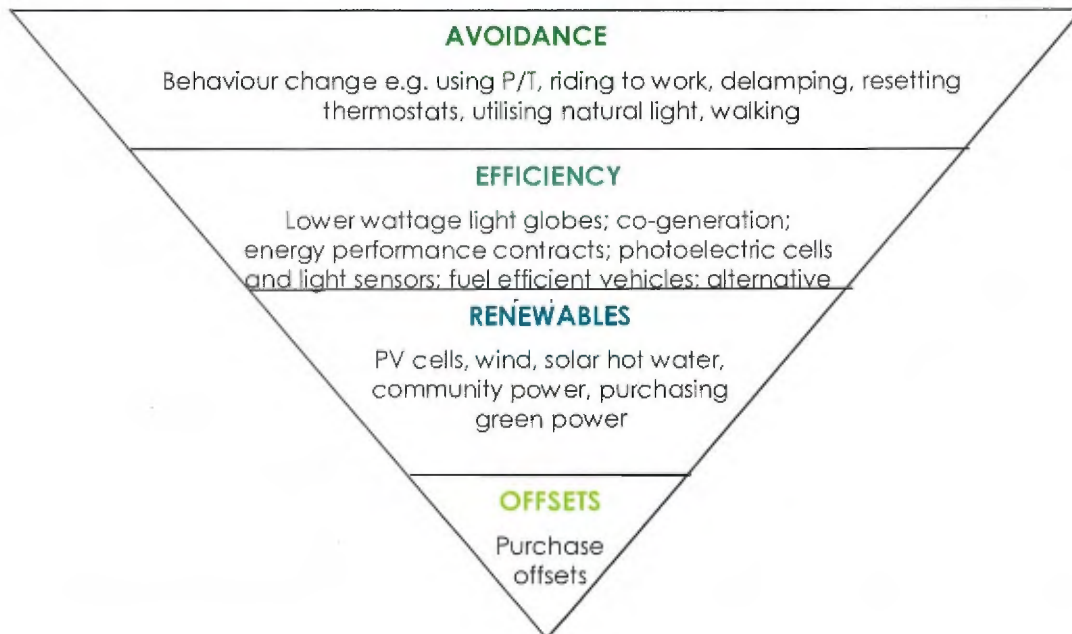 AVOIDANCE
Behaviour change e.g. using P/T, riding to work, delamping, resetting
thermostats, utilising natural light, walking
EFFICIENCY
Lower wattage light globes; co-generation;
energy performance contracts; photoelectric cells
and light sensors; fuel efficient vehicles; alternative
RENEWABLES
PV cells, wind, solar hot water,
community power, purchasing
green power
OFFSETS
Purchase
offsets